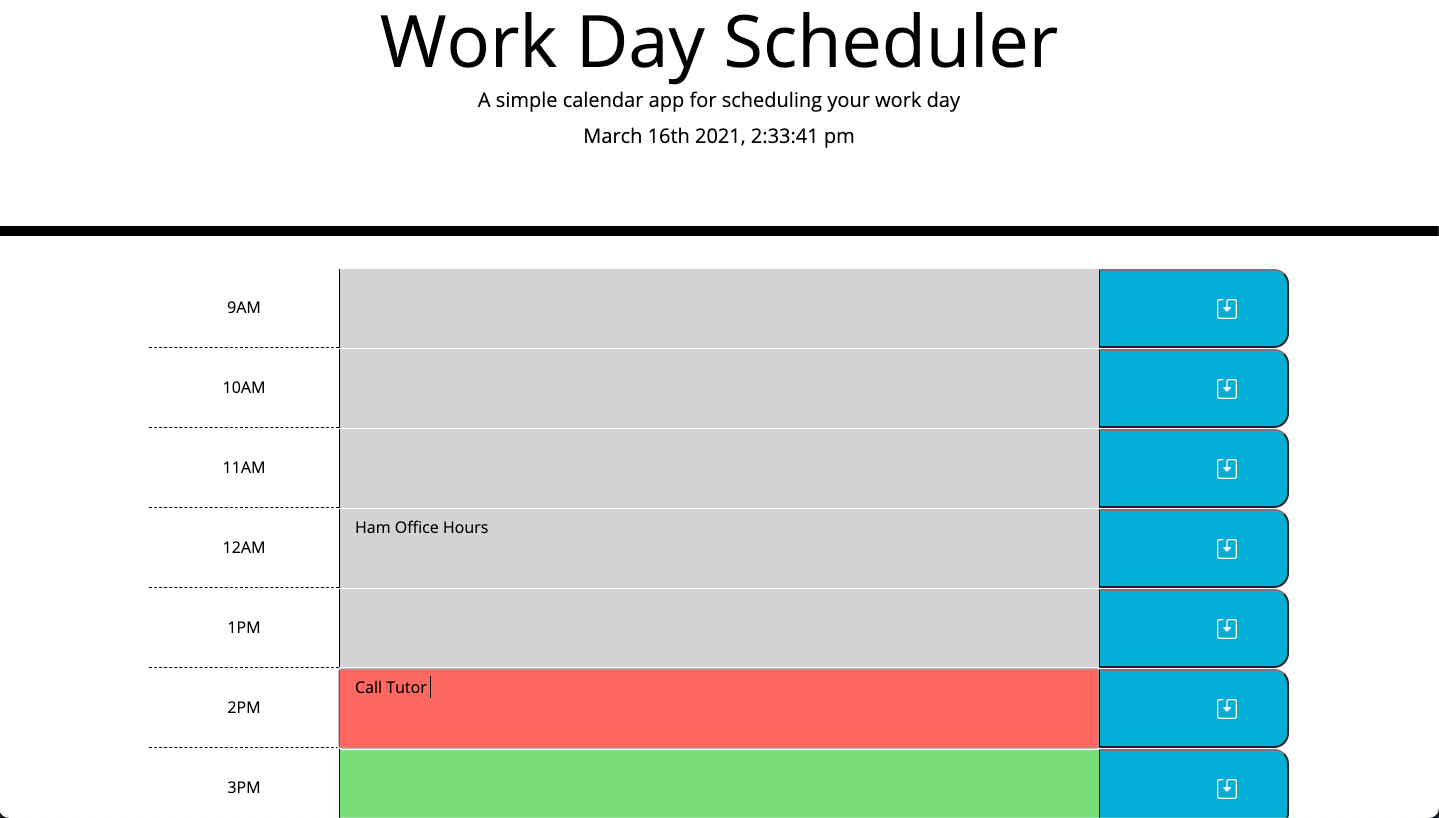 Work Day Scheduler
A simple calendar app for scheduling your work day
March 16th 2021, 2:33:41 pm
9AM
10AM
11AM
12AM
Ham Office Hours
1PM
2PM
Call Tutor
3PM